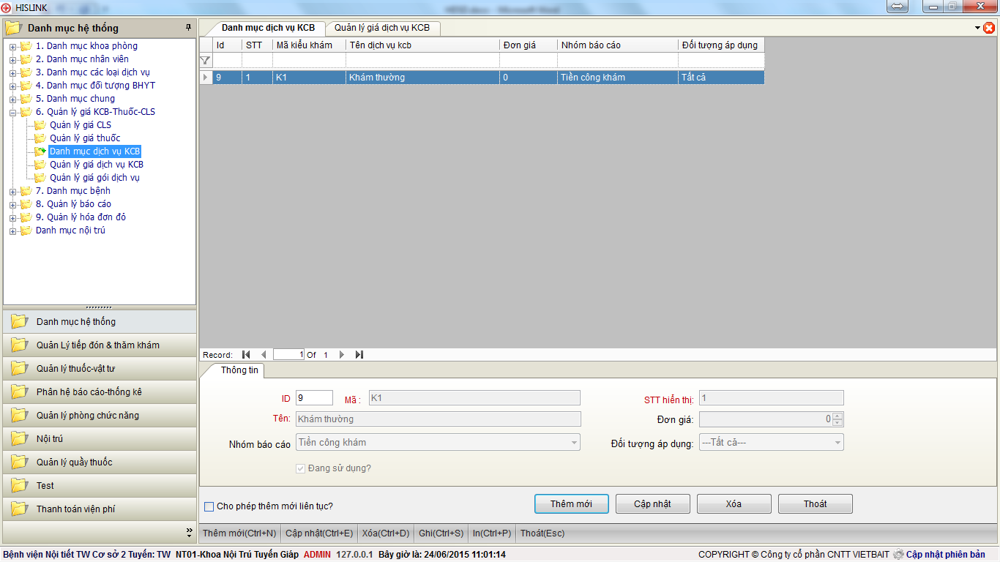 HISLINK
Danh mục hệ thống
1. Danh mục khoa phòng
2. Danh mục nhân viên
3. Danh mục các loại dịch vụ
4. Danh mục đối tượng BHYT
5. Danh mục chung
6. Quản lý giá KCB-Thuốc-CLS
Quản lý giá CLS
Quản lý giá thuốc
Danh mục dịch vụ KCB
Quản lý giá dịch vụ KCB
Quản lý giá gói dịch vụ
7. Danh mục bệnh
8. Quản lý báo cáo
9. Quản lý hóa đơn đỏ
Danh mục nội trú
Danh mục hệ thống
Quản Lý tiếp đón & thăm khám
Quản lý thuốc-vật tư
Phân hệ báo cáo-thống kê
Quản lý phòng chức năng
Nội trú
Quản lý quầy thuốc
Test
Thanh toán viện phí
Danh mục dịch vụ KCB Quản lý giá dịch vụ KCB
Id STT Mã kiểu khám Tên dịch vụ kcb Đơn giá Nhóm báo cáo Đối tượng áp dụng
9 1 K1 Khám thường 0 Tiền công khám Tất cả
Record: 1 Of 1
Thông tin
ID 9 Mã : K1 STT hiển thị: 1
Tên: Khám thường Đơn giá: 0
Nhóm báo cáo Tiền công khám Đối tượng áp dụng: ---Tất cả---
Đang sử dụng?
Cho phép thêm mới liên tục? Thêm mới Cập nhật Xóa Thoát
Thêm mới(Ctrl+N) Cập nhật(Ctrl+E) Xóa(Ctrl+D) Ghi(Ctrl+S) In(Ctrl+P) Thoát(Esc)
Bệnh viện Nội tiết TW Cơ sở 2 Tuyến: TW NT01-Khoa Nội Trú Tuyến Giáp ADMIN 127.0.0.1 Bây giờ là: 24/06/2015 11:01:14 COPYRIGHT © Công ty cổ phần CNTT VIETBAIT Cập nhật phiên bản